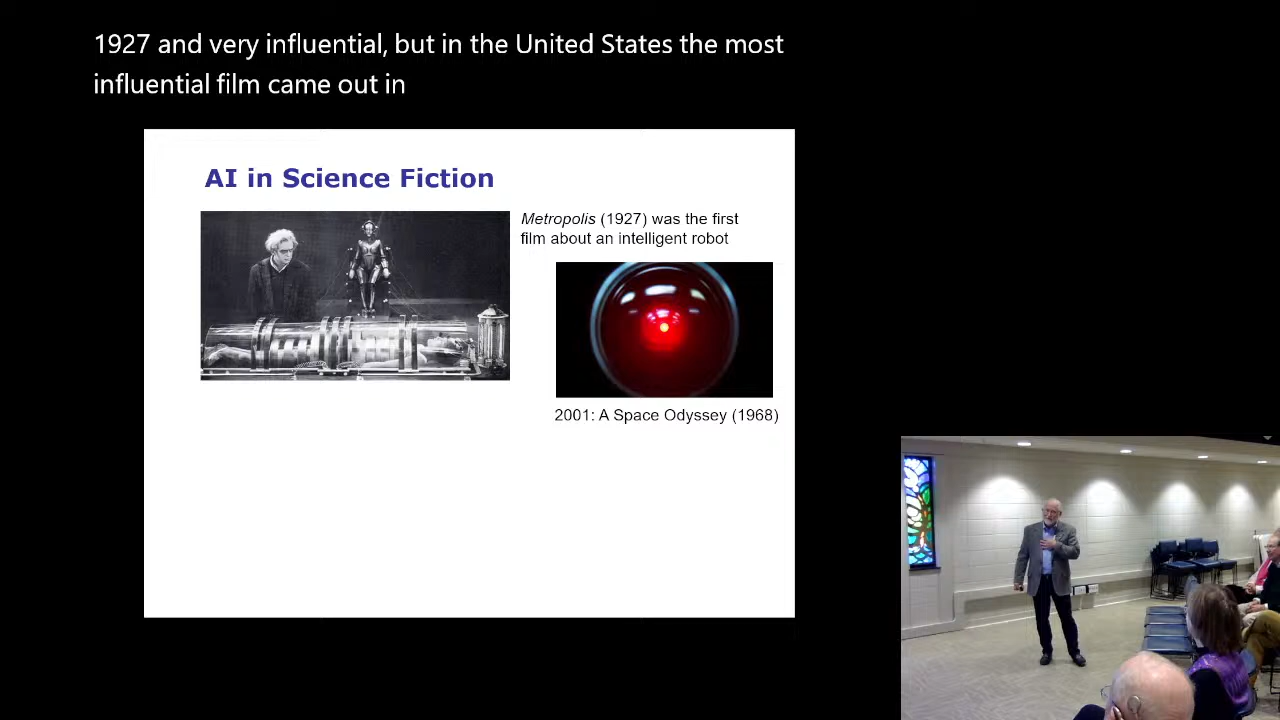 1927 and very influential, but in the United States the most
influential film came out in
AI in Science Fiction
Metropolis (1927) was the first
film about an intelligent robot
2001: A Space Odyssey (1968)